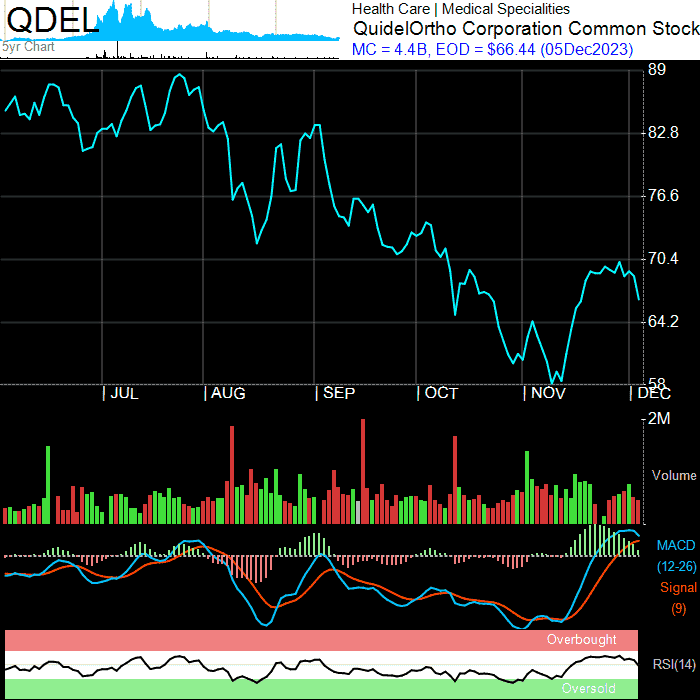 QDEL
5yr Chart
Health Care | Medical Specialities
QuidelOrtho Corporation Common Stock
MC = 4.4B, EOD = $66.44 (05Dec2023)
89
82.8
76.6
70.4
64.2
58
JUL
AUG
SEP
OCT
NOV
DEC
2M
Volume
MACD
(12-26)
Signal
(9)
Overbought
RSI(14)
Oversold